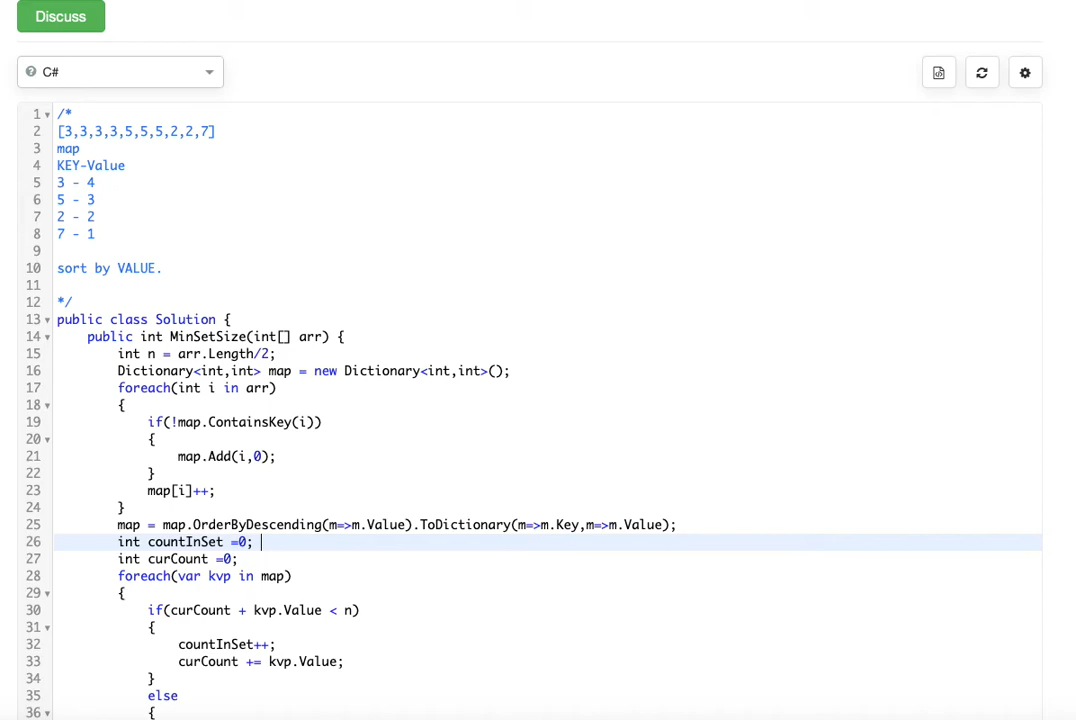 Discuss
C#
1 /*
2 [3,3,3,3,5,5,5,2,2,7]
3 map
4 KEY-Value
5 3 - 4
6 5 - 3
7 2 - 2
8 7 - 1
9
10 sort by VALUE.
11
12 */
13 public class Solution {
14 public int MinSetSize(int[] arr) {
15 int n = arr.Length/2;
16 Dictionary<int,int> map = new Dictionary<int,int>();
17 foreach(int i in arr)
18 {
19 if(!map.ContainsKey(i))
20 {
21 map.Add(i,0);
22 }
23 map[i]++;
24 }
25 map = map.OrderByDescending(m=>m.Value).ToDictionary(m=>m.Key,m=>m.Value);
26 int countInSet =0;
27 int curCount =0;
28 foreach(var kvp in map)
29 {
30 if(curCount + kvp.Value < n)
31 {
32 countInSet++;
33 curCount += kvp.Value;
34 }
35 else
36 {